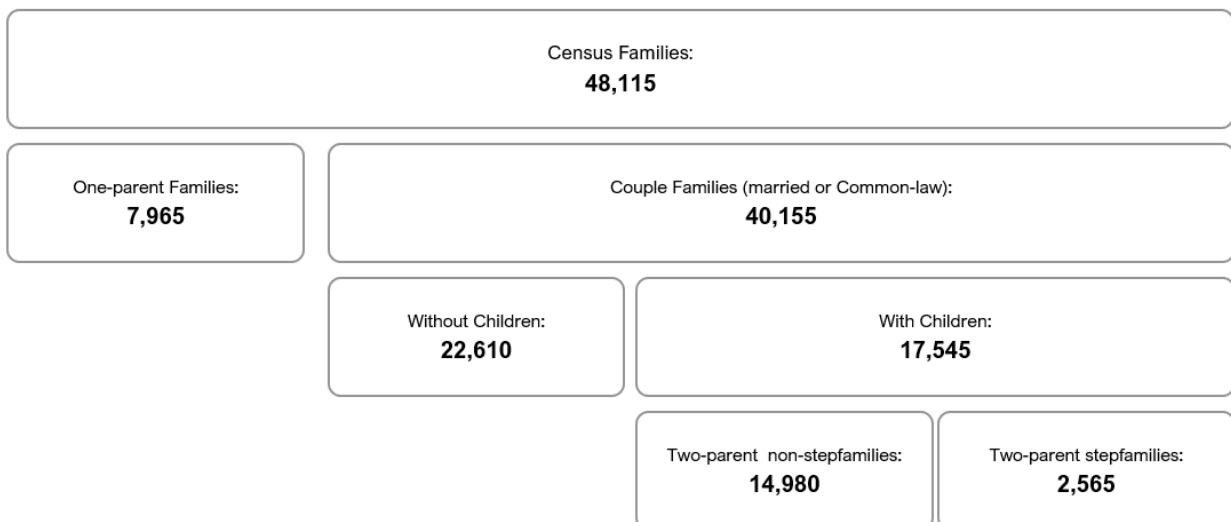 Census Families:
48,115
One-parent Families:
7,965
Couple Families (married or Common-law):
40,155
Without Children:
22,610
With Children:
17,545
Two-parent  non-stepfamilies:
14,980
Two-parent stepfamilies:
2,565